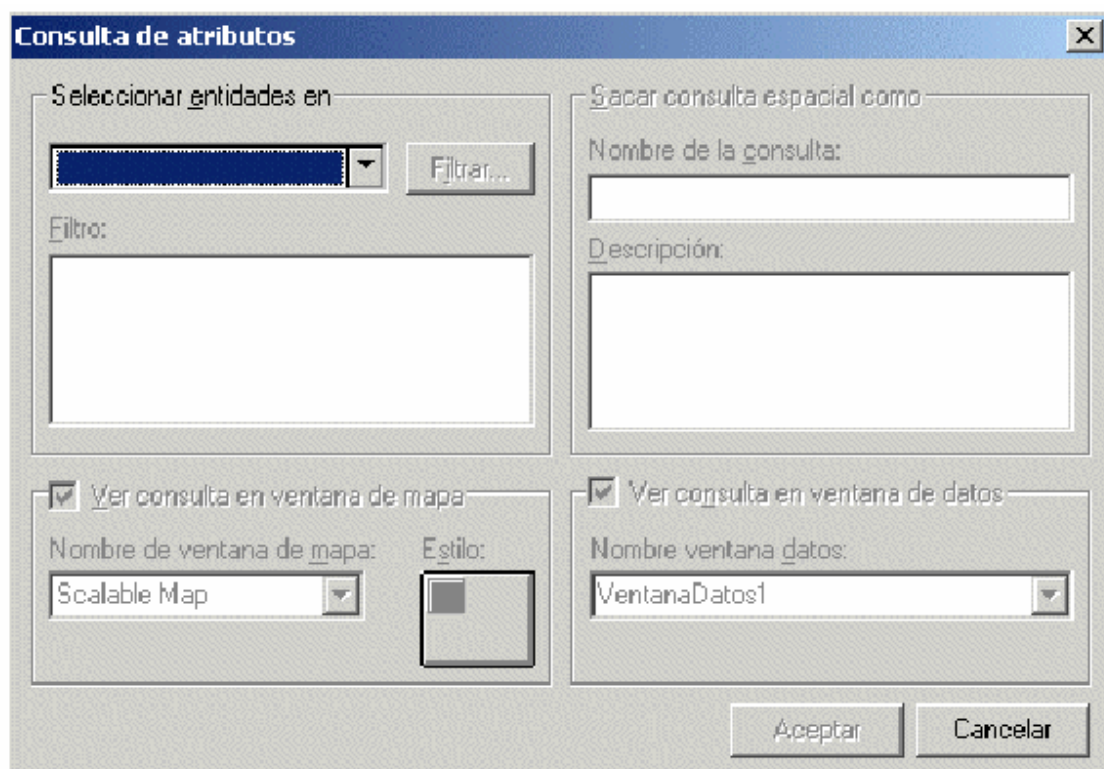 Consulta de atributos
Seleccionar entidades en
Filtrar...
Filtro:
Sacar consulta espacial como
Nombre de la consulta:
Descripción:
Ver consulta en ventana de mapa
Nombre de ventana de mapa:
Estilo:
Scalable Map
Ver consulta en ventana de datos
Nombre ventana datos:
VentanaDatos1
Aceptar
Cancelar